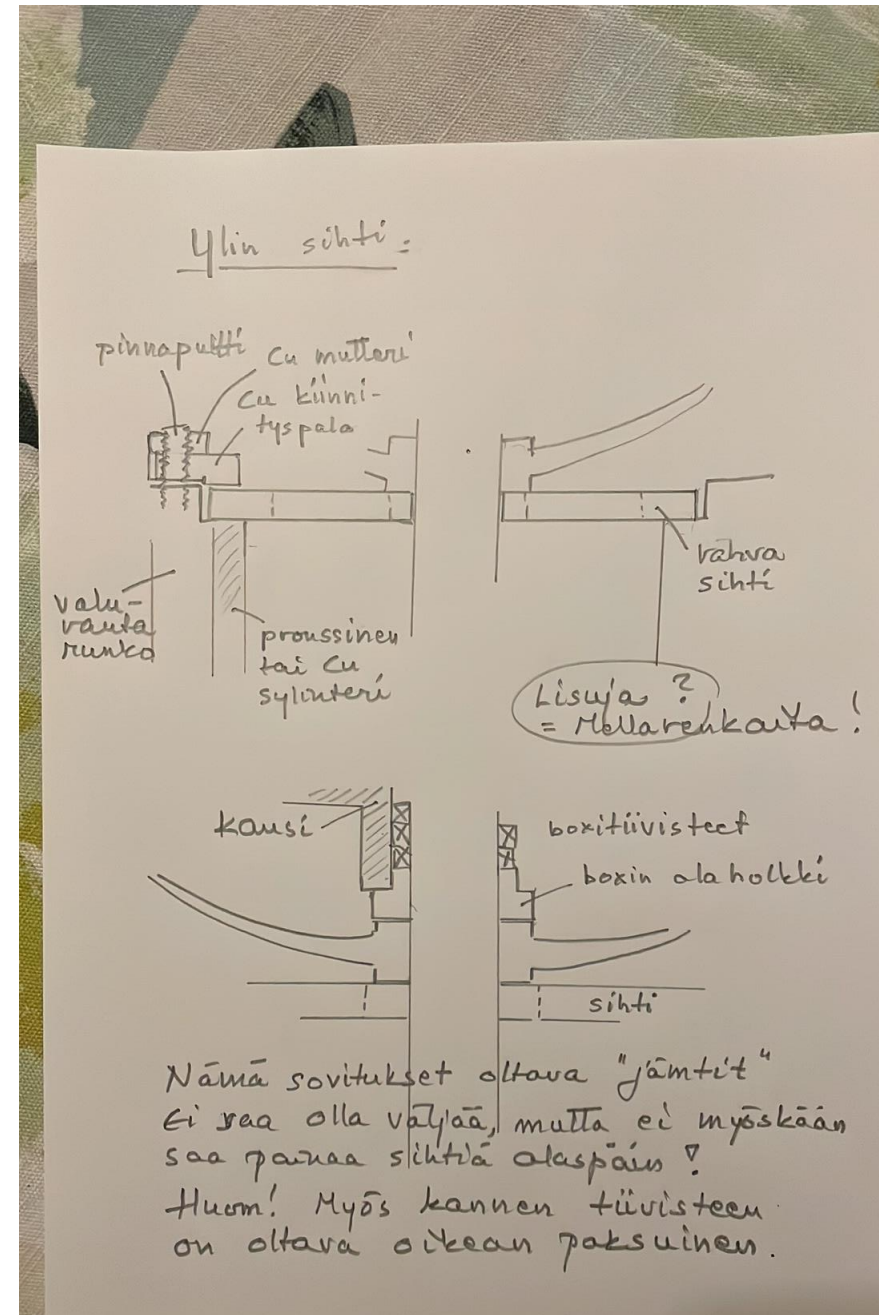 Ylin sihti:
pinnapultti
Cu mutteri
Cu kiinni-
tyspala
vahva
sihti
valu-
rauta
runko
proussinen
tai Cu
sylinteri
Lisuja ?
= Mellarenkaita !
kansi
boxitiivisteet
boxin alaholkki
sihti
Nämä sovitukset oltava "jämtit"
Ei saa olla väljää, mutta ei myöskään
saa painaa sihtiä alaspäin !
Huom! Myös kannen tiivisteen
on oltava oikean paksuinen.